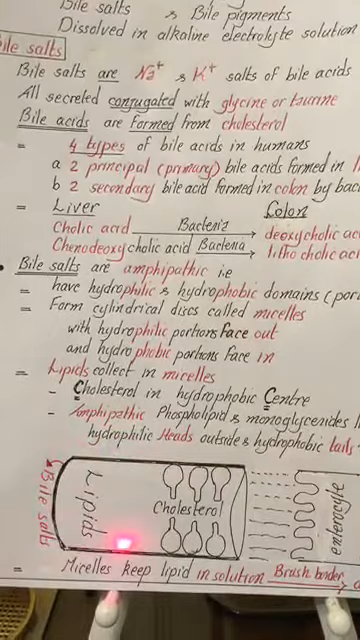 Bile salts & Bile pigments
Dissolved in alkaline electrolyte solution
Bile salts
Bile salts are Na+ & K+ salts of bile acids
All secreted conjugated with glycine or taurine
Bile acids are formed from cholesterol
= 4 types of bile acids in humans
a 2 principal (primary) bile acids formed in
b 2 secondary bile acid formed in colon by
= Liver Colon
Cholic acid Bacteria deoxycholic
Chenodeoxycholic acid Bacteria lithocholic
Bile salts are amphipathic i.e
= have hydrophilic & hydrophobic domains
= Form cylindrical discs called micelles
with hydrophilic portions face out
and hydrophobic portions face in
= Lipids collect in micelles
- Cholesterol in hydrophobic Centre
- Amphipathic Phospholipid & monoglycerides
hydrophilic Heads outside & hydrophobic tails
Bile salts
Lipids
Cholesterol
enterocyte
= Micelles keep lipid in solution Brush border